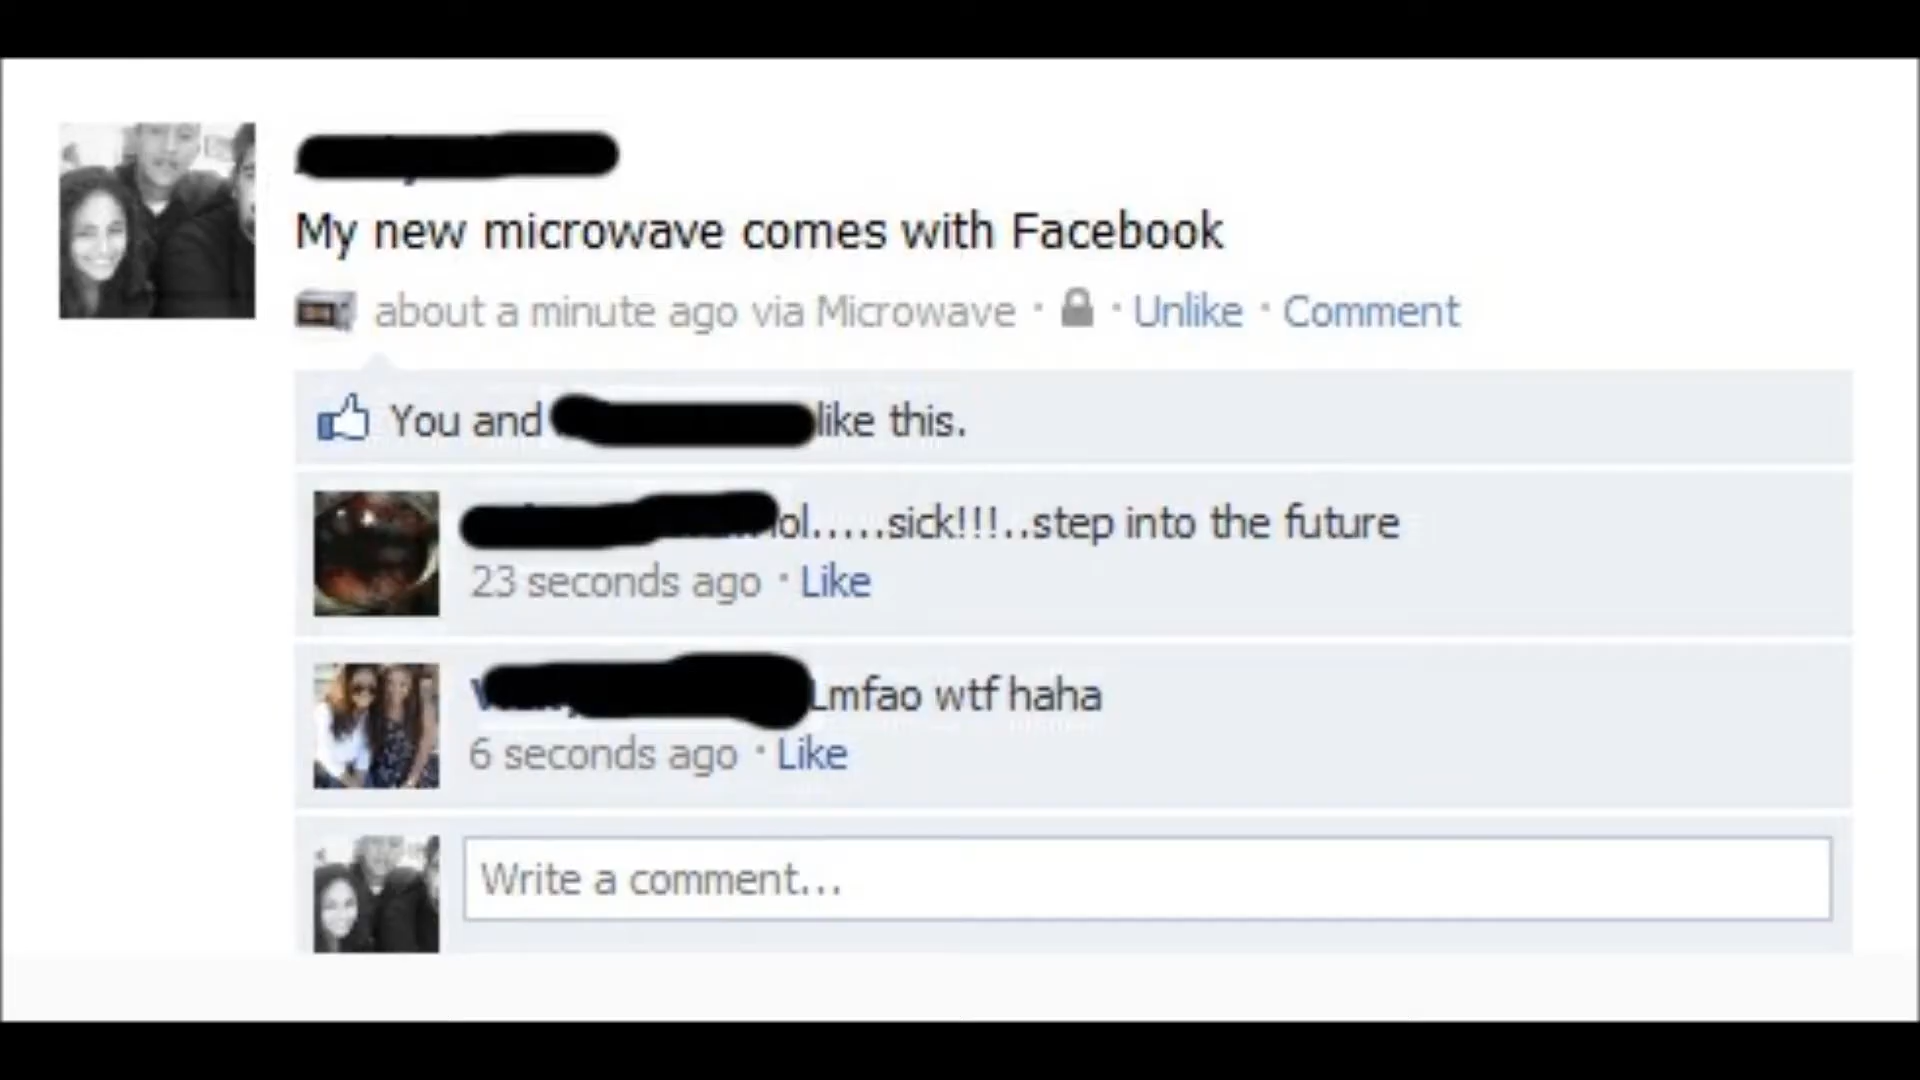 My new microwave comes with Facebook
about a minute ago via Microwave · · Unlike · Comment
You and like this.
lol.....sick!!!..step into the future
23 seconds ago · Like
Lmfao wtf haha
6 seconds ago · Like
Write a comment...